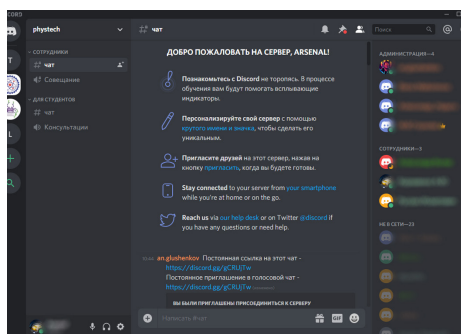 CORD
phystech
# чат
Поиск
СОТРУДНИКИ
# чат
Совещание
ДЛЯ СТУДЕНТОВ
# чат
Консультации
T
L
ДОБРО ПОЖАЛОВАТЬ НА СЕРВЕР, ARSENAL!
Познакомьтесь с Discord не торопясь. В процессе
обучения вам будут помогать всплывающие
индикаторы.
Персонализируйте свой сервер с помощью
крутого имени и значка, чтобы сделать его
уникальным.
Пригласите друзей на этот сервер, нажав на
кнопку пригласить, когда вы будете готовы.
Stay connected to your server from your smartphone
while you're at home or on the go.
Reach us via our help desk or on Twitter @discord if
you have any questions or need help.
an.glushenkov Постоянная ссылка на этот чат -
https://discord.gg/gCRUjTw
Постоянное приглашение в голосовой чат -
https://discord.gg/gCRUjTw
ВЫ БЫЛИ ПРИГЛАШЕНЫ ПРИСОЕДИНИТЬСЯ К СЕРВЕРУ
Написать #чат
GIF
АДМИНИСТРАЦИЯ—4
СОТРУДНИКИ—3
НЕ В СЕТИ—23